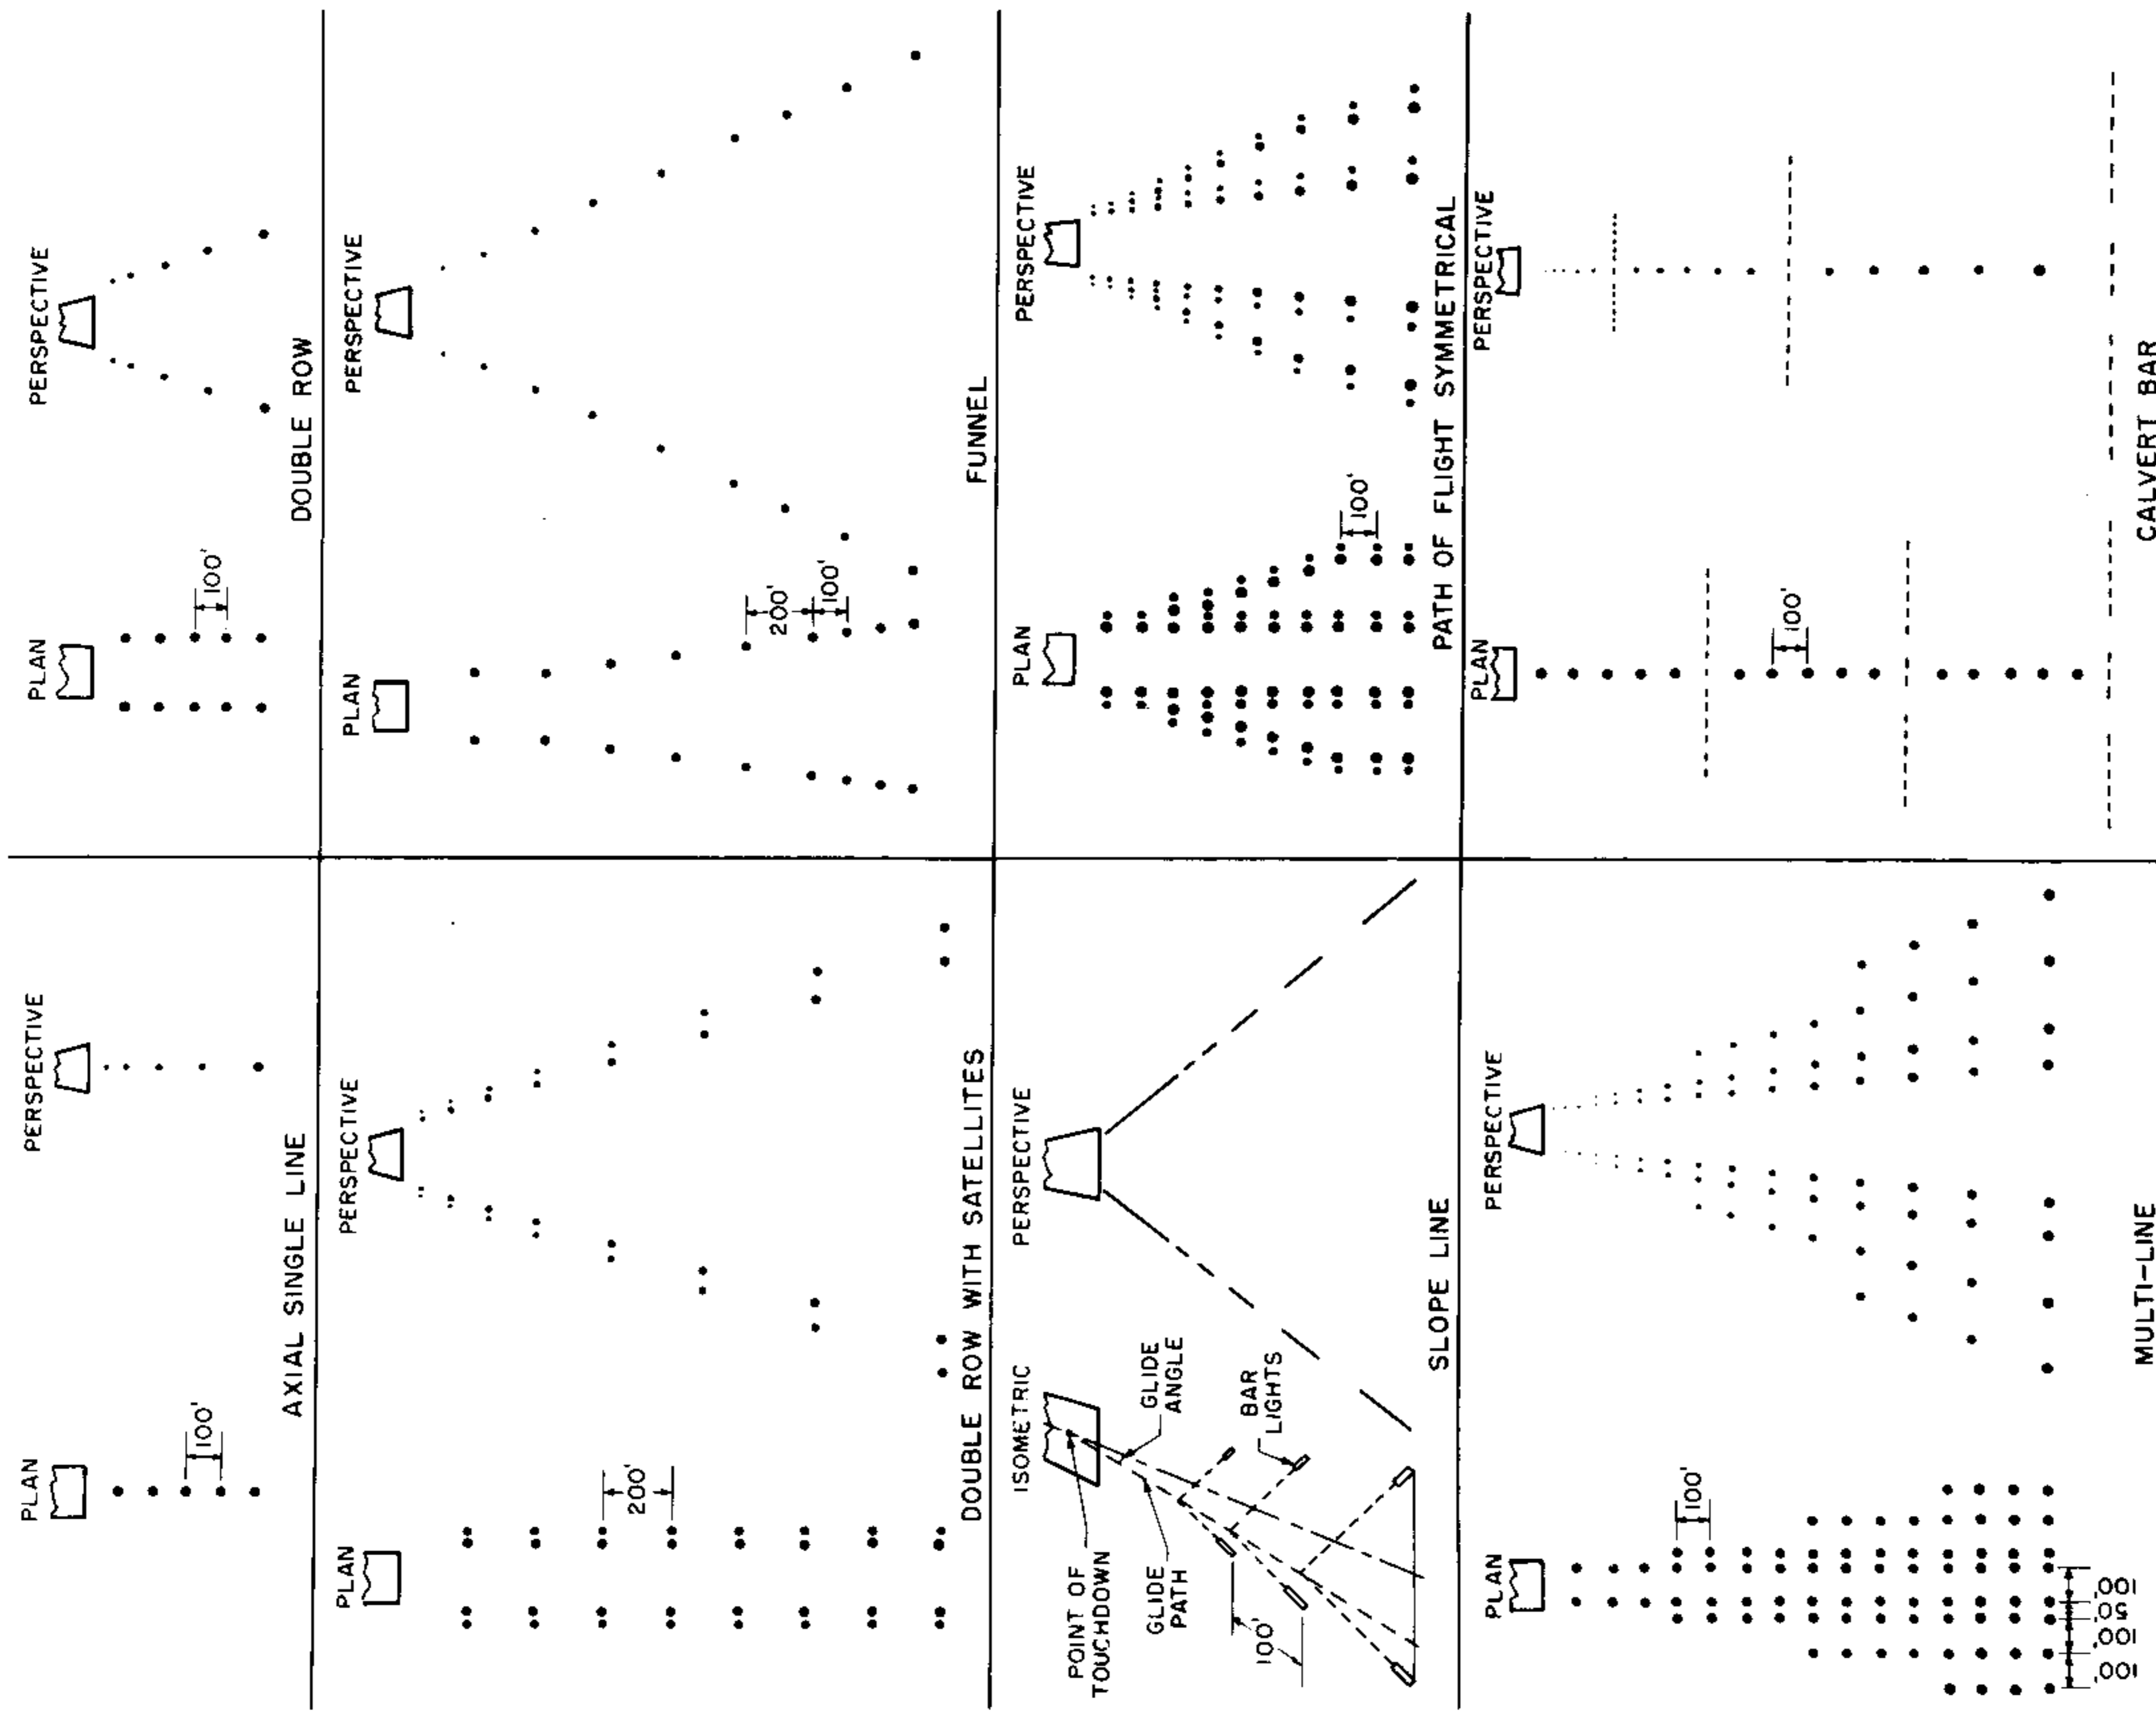 PLAN
PERSPECTIVE
100'
AXIAL SINGLE LINE
PLAN
PERSPECTIVE
100'
DOUBLE ROW
PLAN
PERSPECTIVE
200'
DOUBLE ROW WITH SATELLITES
PLAN
PERSPECTIVE
200'
100'
FUNNEL
ISOMETRIC
PERSPECTIVE
POINT OF
TOUCHDOWN
GLIDE
PATH
GLIDE
ANGLE
BAR
LIGHTS
100'
SLOPE LINE
PLAN
PERSPECTIVE
100'
PATH OF FLIGHT SYMMETRICAL
PLAN
PERSPECTIVE
100'
100'
100'
50'
100'
MULTI-LINE
PLAN
PERSPECTIVE
100'
CALVERT BAR